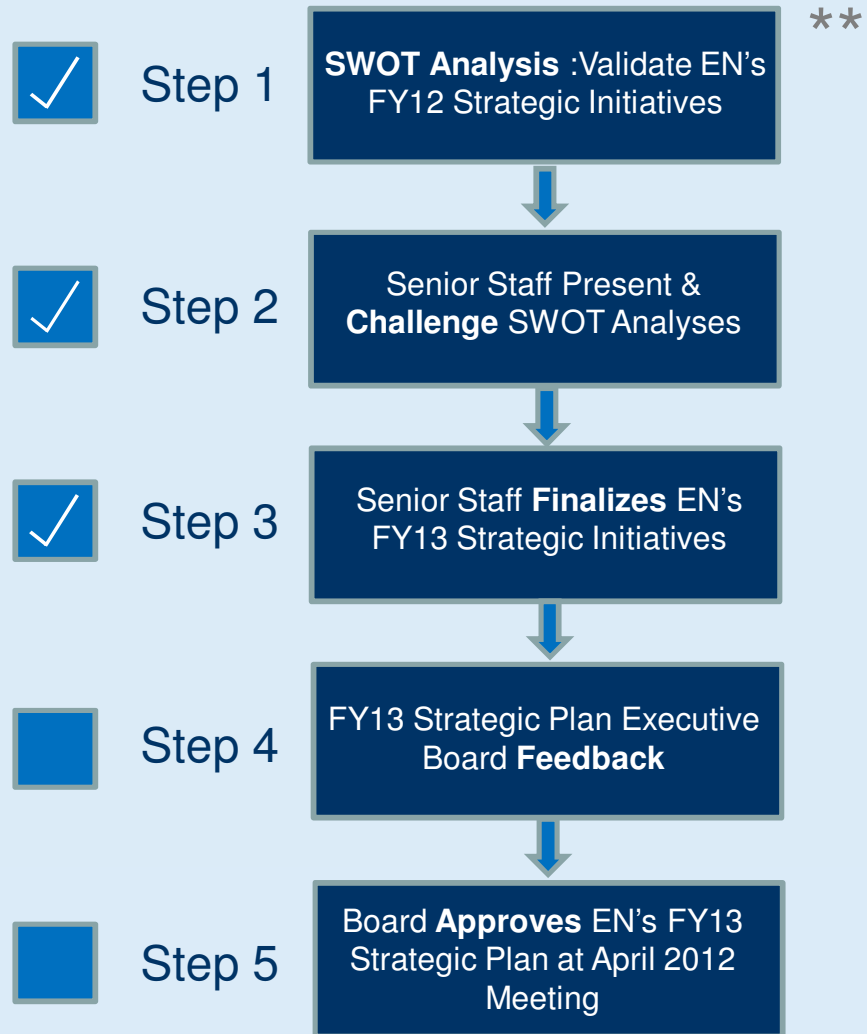 **
Step 1
SWOT Analysis :Validate EN's
FY12 Strategic Initiatives
Step 2
Senior Staff Present &
Challenge SWOT Analyses
Step 3
Senior Staff Finalizes EN's
FY13 Strategic Initiatives
Step 4
FY13 Strategic Plan Executive
Board Feedback
Step 5
Board Approves EN's FY13
Strategic Plan at April 2012
Meeting